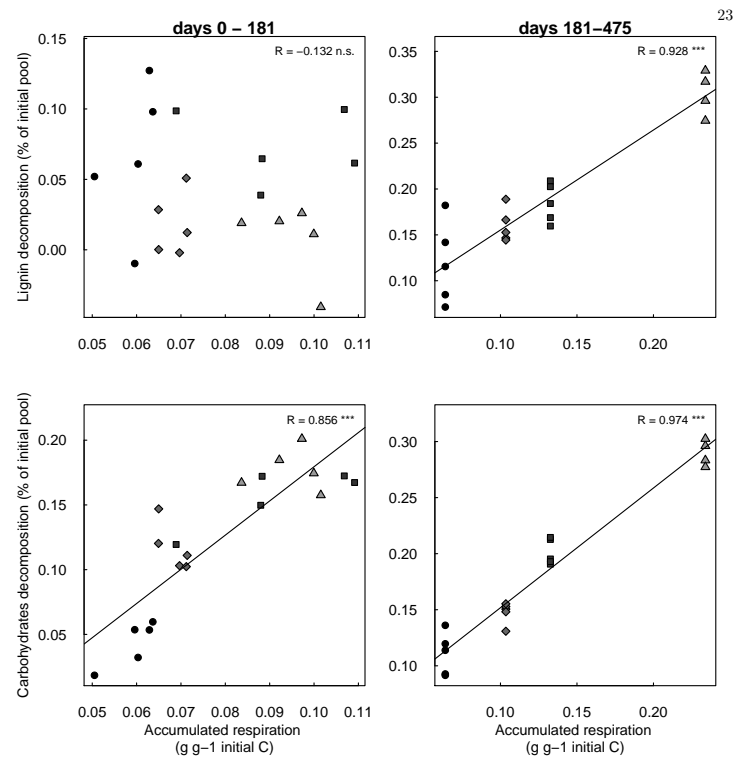 23
days 0 − 181
days 181−475
R = −0.132 n.s.
R = 0.928 ***
Lignin decomposition (% of initial pool)
0.15
0.10
0.05
0.00
0.05 0.06 0.07 0.08 0.09 0.10 0.11
0.35
0.30
0.25
0.20
0.15
0.10
0.10 0.15 0.20
R = 0.856 ***
R = 0.974 ***
Carbohydrates decomposition (% of initial pool)
0.20
0.15
0.10
0.05
0.05 0.06 0.07 0.08 0.09 0.10 0.11
Accumulated respiration
(g g−1 initial C)
0.30
0.25
0.20
0.15
0.10
0.10 0.15 0.20
Accumulated respiration
(g g−1 initial C)